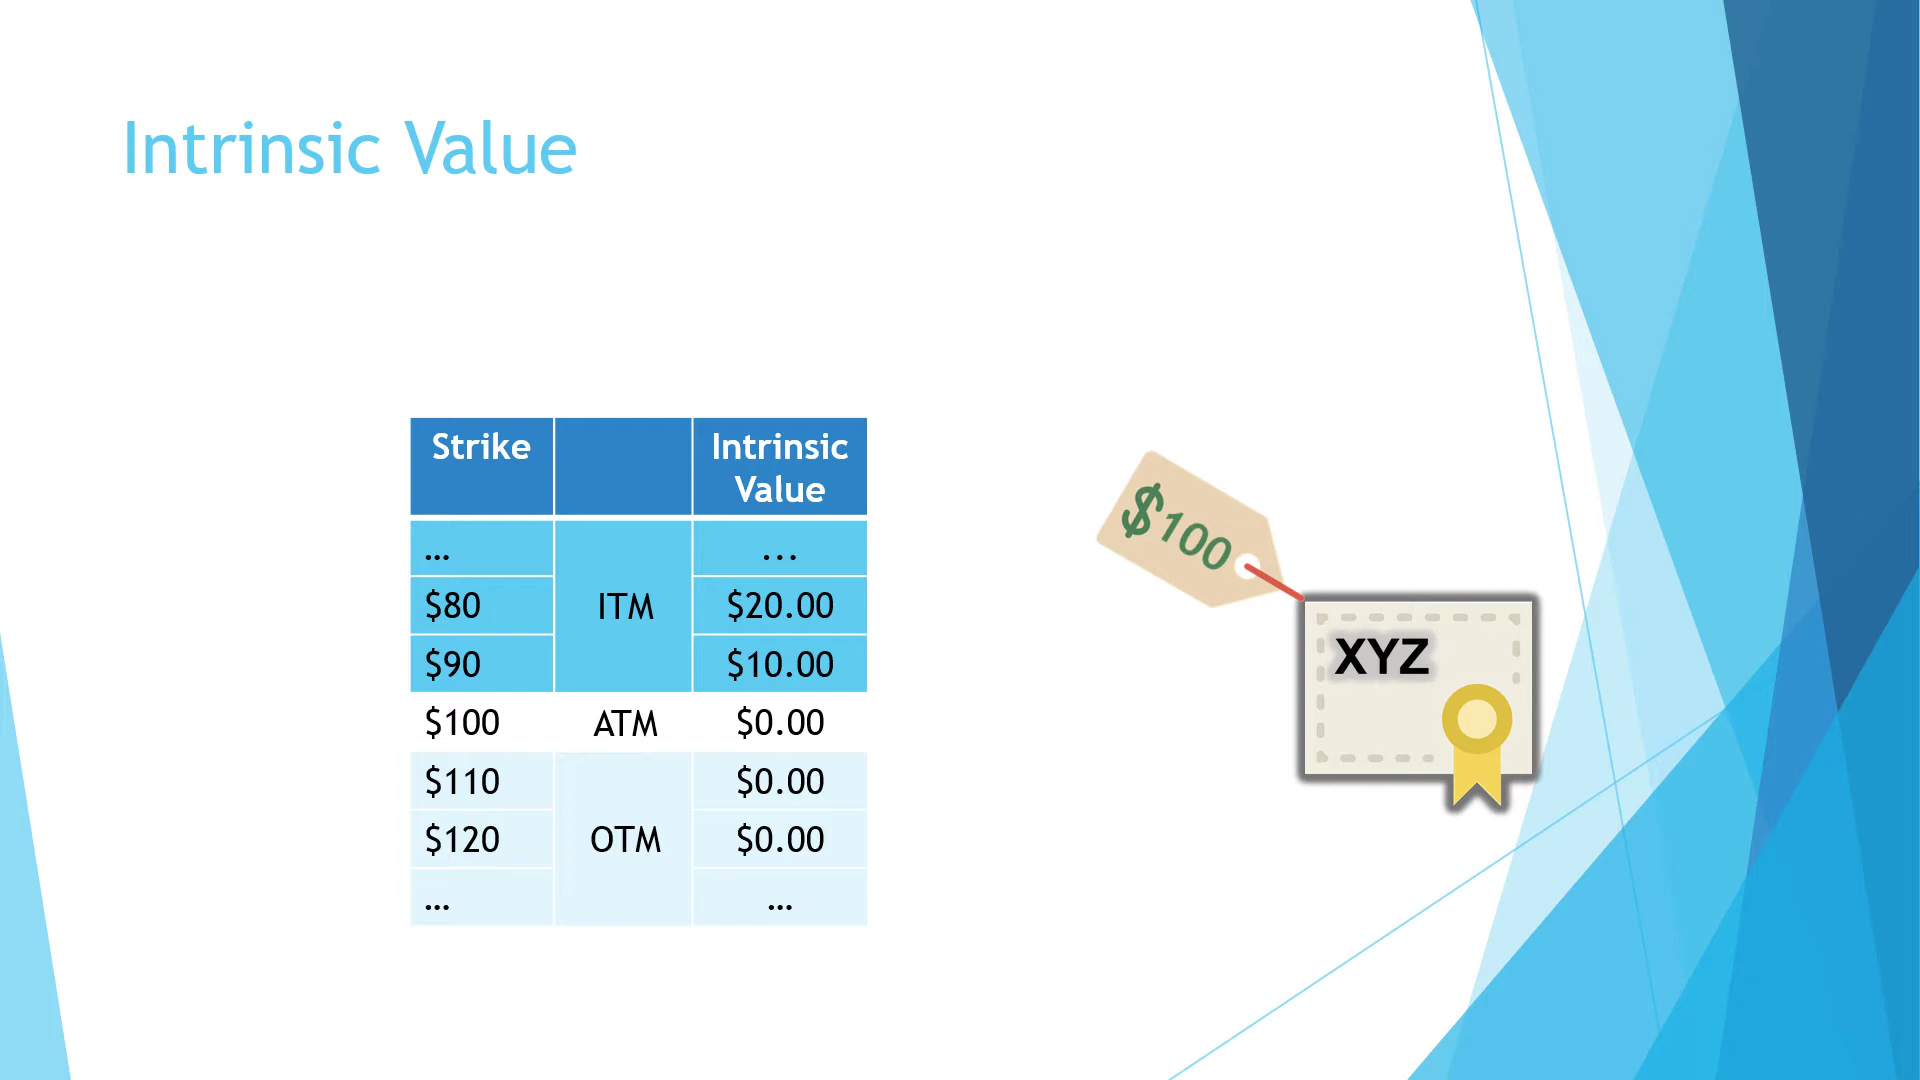 Intrinsic Value
Strike Intrinsic Value
... ...
$80 ITM $20.00
$90 $10.00
$100 ATM $0.00
$110 $0.00
$120 OTM $0.00
... ...
$100
XYZ